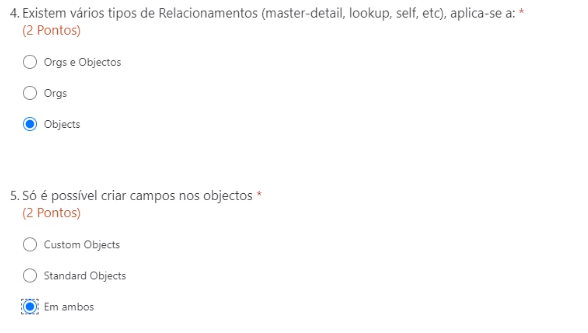 4. Existem vários tipos de Relacionamentos (master-detail, lookup, self, etc), aplica-se a: *
(2 Pontos)
Orgs e Objectos
Orgs
Objects
5. Só é possível criar campos nos objectos *
(2 Pontos)
Custom Objects
Standard Objects
Em ambos